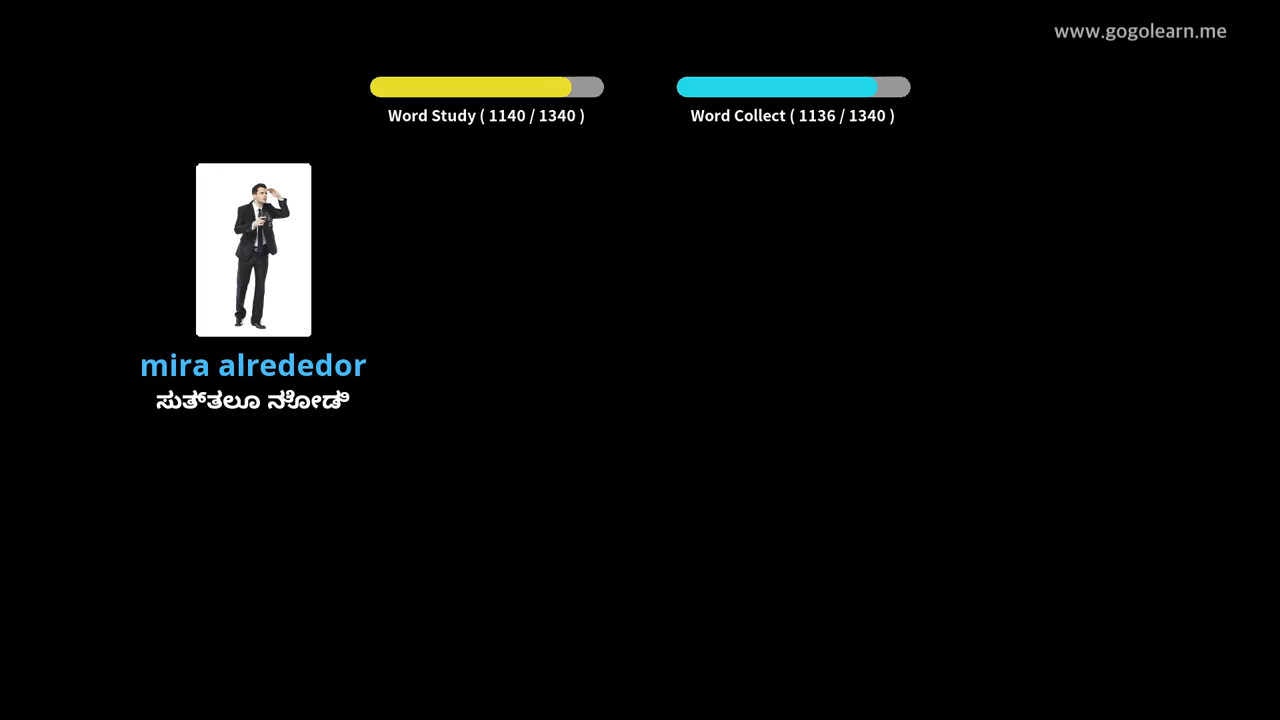 www.gogolearn.me
Word Study ( 1140 / 1340 )
Word Collect ( 1136 / 1340 )
mira alrededor
ಸುತ್ತಲೂ ನೋಡಿ